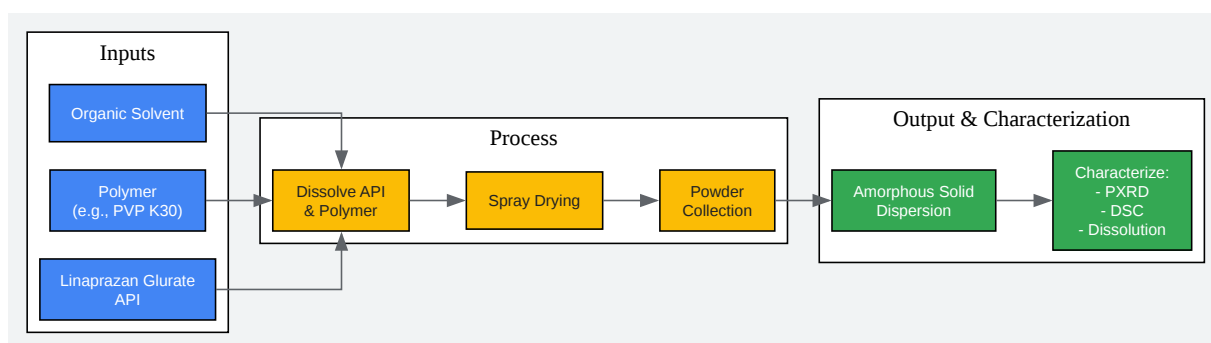 Inputs
Organic Solvent
Polymer
(e.g., PVP K30)
Linaprazan Glurate
API
Process
Dissolve API
& Polymer
Spray Drying
Powder
Collection
Output & Characterization
Amorphous Solid
Dispersion
Characterize:
- PXRD
- DSC
- Dissolution